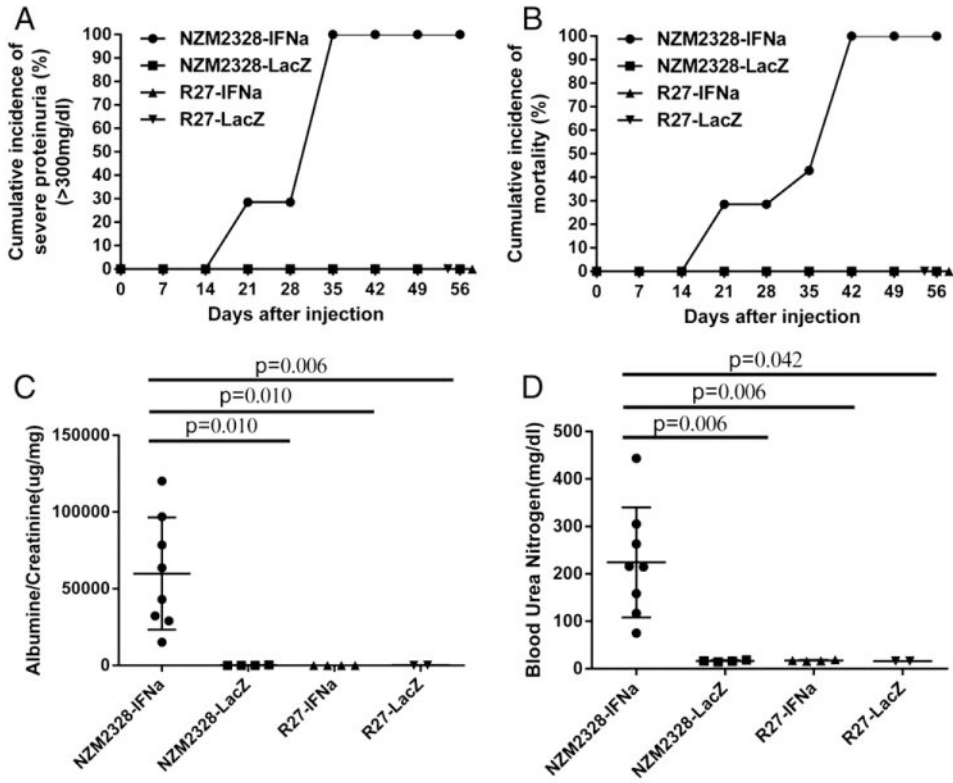 A
Cumulative incidence of
severe proteinuria (%)
(>300mg/dl)
100
90
80
70
60
50
40
30
20
10
0
NZM2328-IFNa
NZM2328-LacZ
R27-IFNa
R27-LacZ
0 7 14 21 28 35 42 49 56
Days after injection
B
Cumulative incidence of
mortality (%)
100
90
80
70
60
50
40
30
20
10
0
NZM2328-IFNa
NZM2328-LacZ
R27-IFNa
R27-LacZ
0 7 14 21 28 35 42 49 56
Days after injection
C
p=0.006
p=0.010
p=0.010
Albumine/Creatinine(ug/mg)
150000
100000
50000
0
NZM2328-IFNa
NZM2328-LacZ
R27-IFNa
R27-LacZ
D
p=0.042
p=0.006
p=0.006
Blood Urea Nitrogen(mg/dl)
500
400
300
200
100
0
NZM2328-IFNa
NZM2328-LacZ
R27-IFNa
R27-LacZ